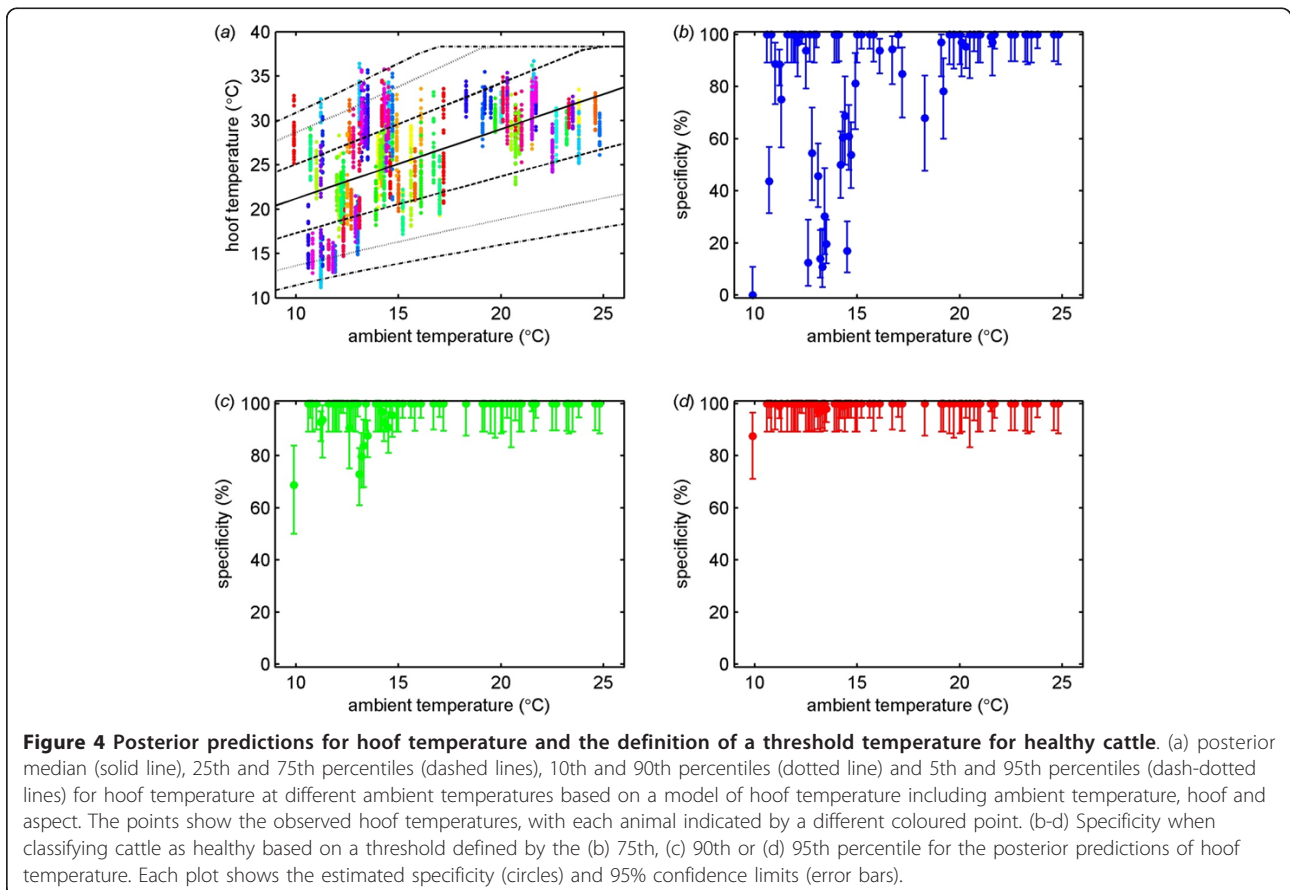 (a)
40
35
30
25
20
15
10
hoof temperature (°C)
10 15 20 25
ambient temperature (°C)
(b)
100
80
60
40
20
0
specificity (%)
10 15 20 25
ambient temperature (°C)
(c)
100
80
60
40
20
0
specificity (%)
10 15 20 25
ambient temperature (°C)
(d)
100
80
60
40
20
0
specificity (%)
10 15 20 25
ambient temperature (°C)
Figure 4 Posterior predictions for hoof temperature and the definition of a threshold temperature for healthy cattle. (a) posterior
median (solid line), 25th and 75th percentiles (dashed lines), 10th and 90th percentiles (dotted line) and 5th and 95th percentiles (dash-dotted
lines) for hoof temperature at different ambient temperatures based on a model of hoof temperature including ambient temperature, hoof and
aspect. The points show the observed hoof temperatures, with each animal indicated by a different coloured point. (b-d) Specificity when
classifying cattle as healthy based on a threshold defined by the (b) 75th, (c) 90th or (d) 95th percentile for the posterior predictions of hoof
temperature. Each plot shows the estimated specificity (circles) and 95% confidence limits (error bars).